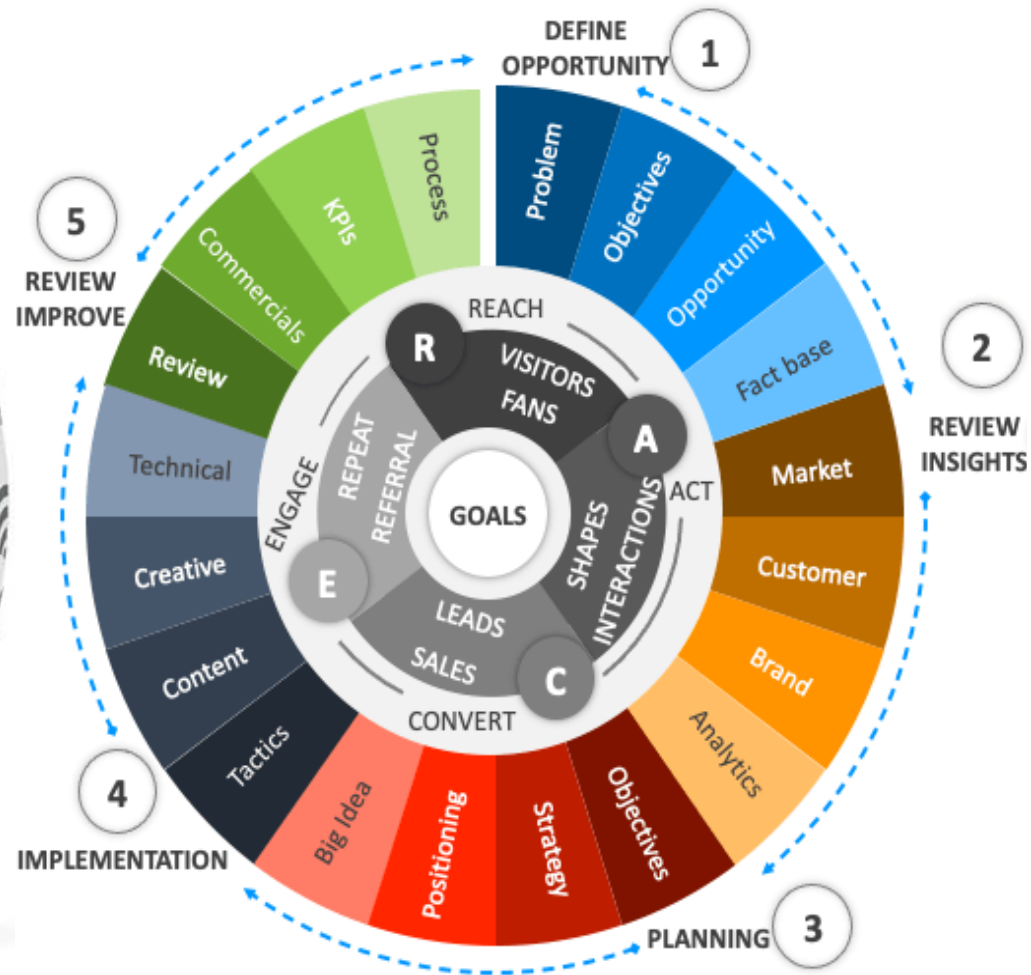 DEFINE
OPPORTUNITY
1
Problem
Objectives
Opportunity
Fact base
2
REVIEW
INSIGHTS
Market
Customer
Brand
Analytics
3
PLANNING
Objectives
Strategy
Positioning
Big Idea
4
IMPLEMENTATION
Tactics
Content
Creative
Technical
5
REVIEW
IMPROVE
Review
Commercials
KPIs
Process
REACH
R
VISITORS
FANS
A
ACT
SHAPES
INTERACTIONS
C
CONVERT
LEADS
SALES
E
ENGAGE
REPEAT
REFERRAL
GOALS